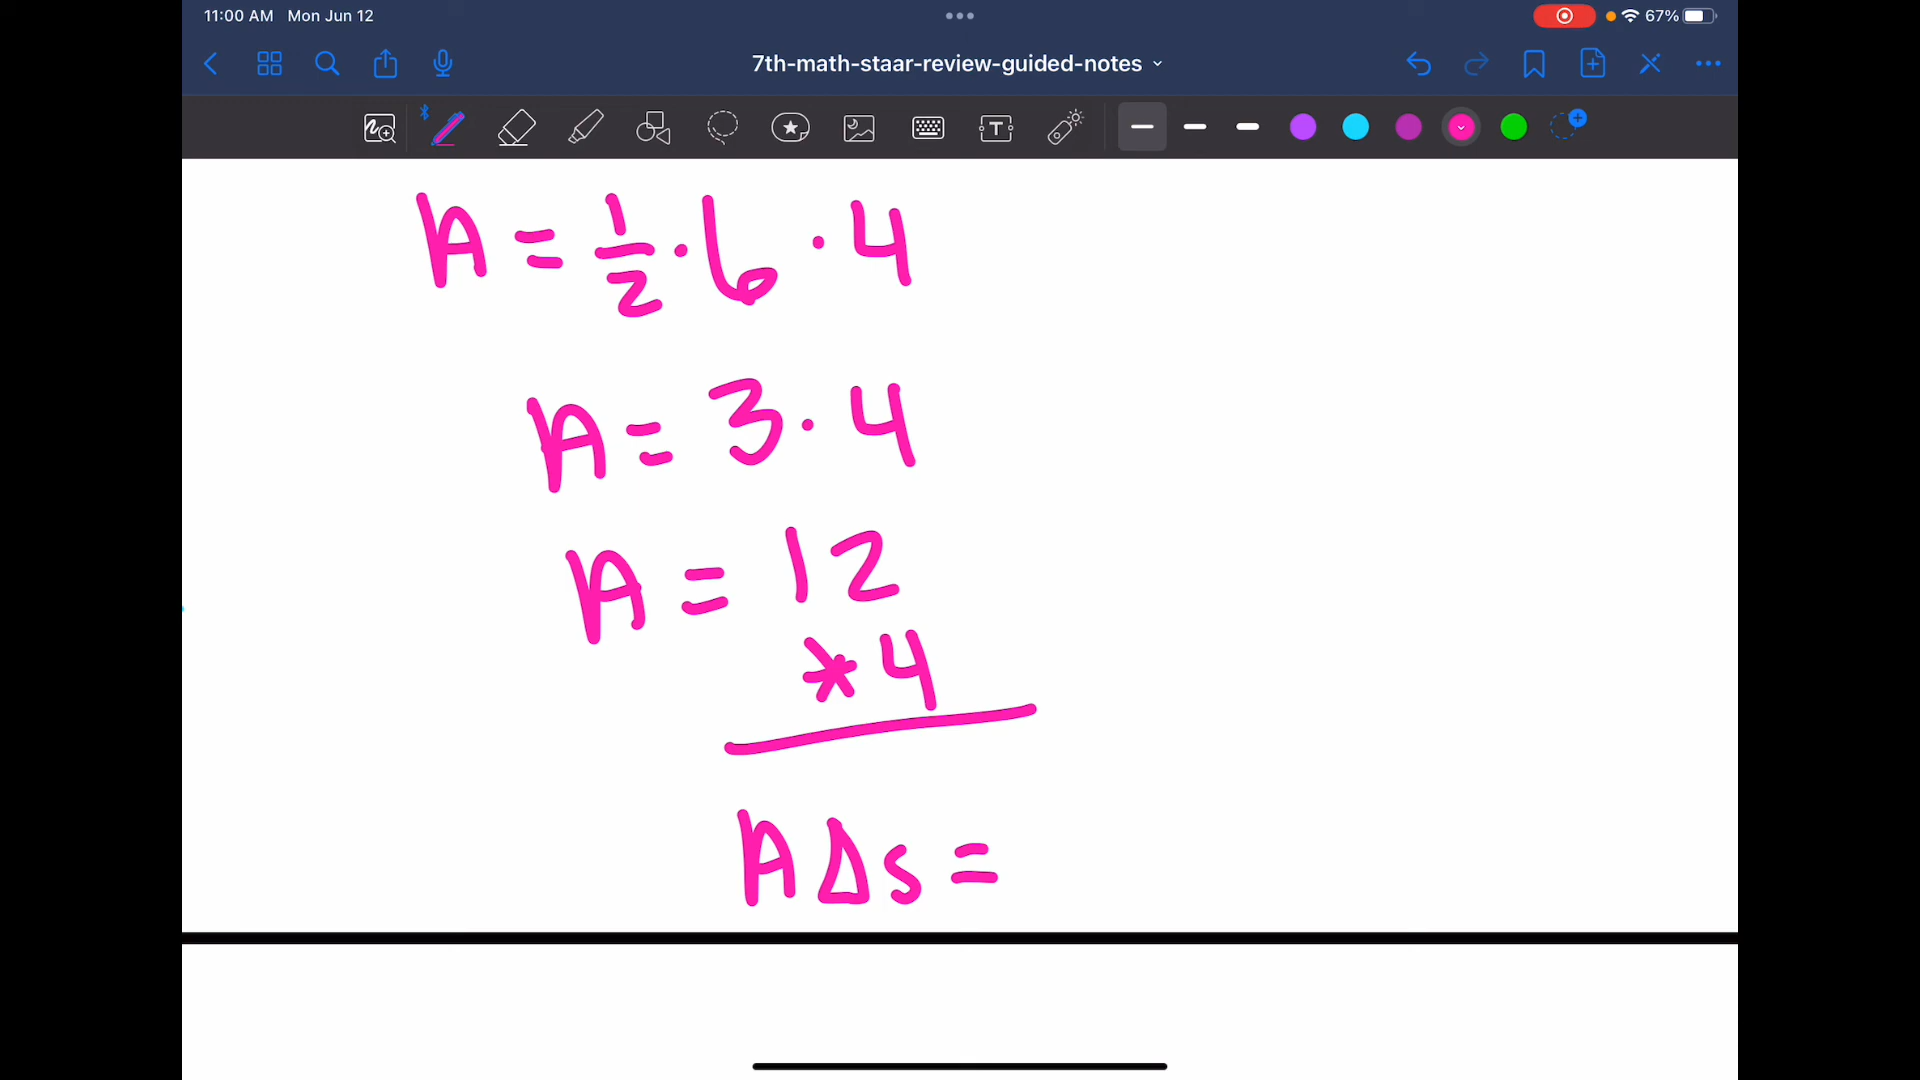 11:00 AM Mon Jun 12
67%
7th-math-staar-review-guided-notes
T
A = 1/2 · 6 · 4
A = 3 · 4
A = 12
* 4
A Δs =